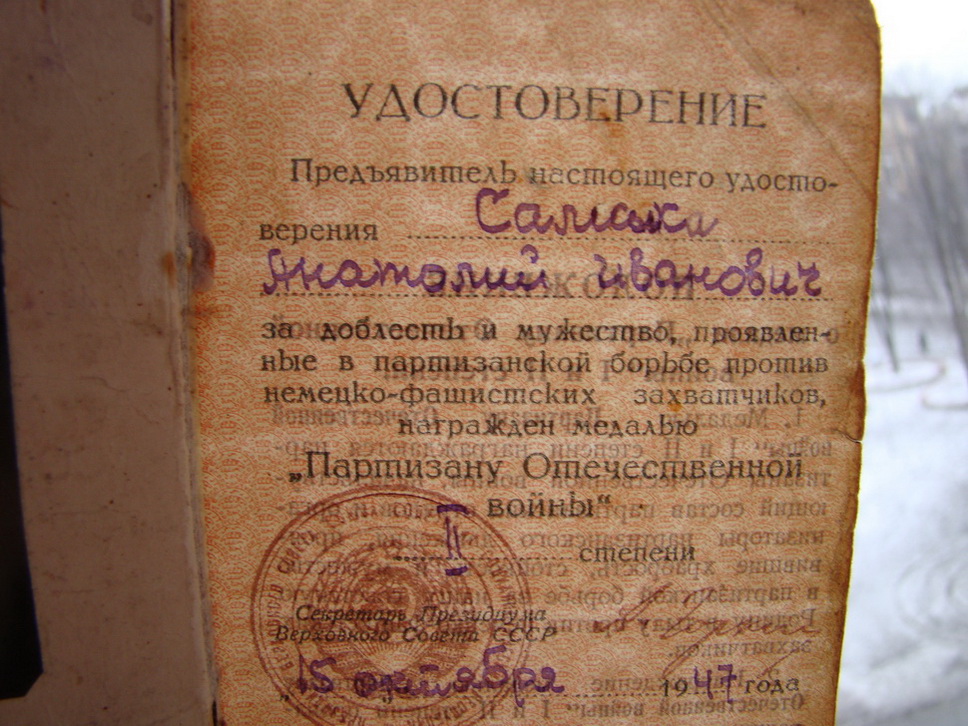 УДОСТОВЕРЕНИЕ
Предъявитель настоящего удосто-
верения
Анатолий Иванович
за доблесть и мужество, проявлен-
ные в партизанской борьбе против
немецко-фашистских захватчиков,
награжден медалью
„Партизану Отечественной
войны“
II степени
Секретарь Президиума
Верховного Совета СССР
„15 октября 1947 года